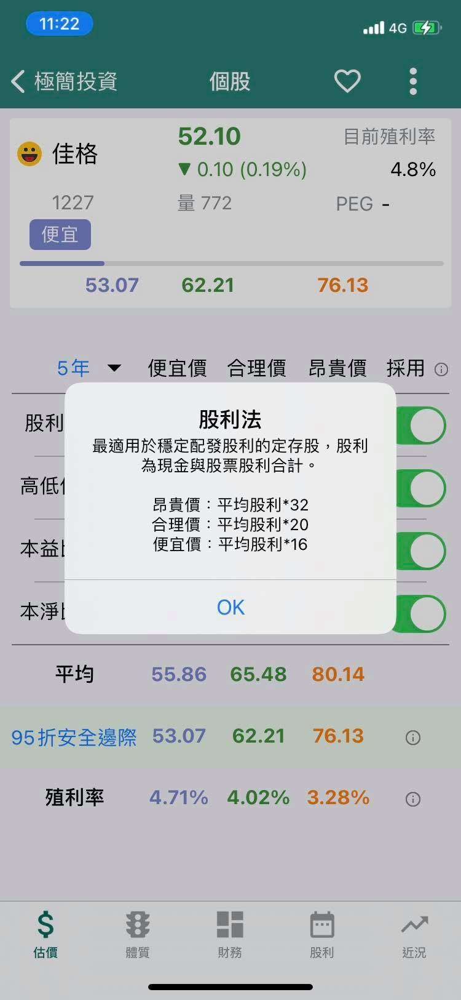 11:22
4G
極簡投資
個股
佳格
52.10
目前殖利率
▼ 0.10 (0.19%)
4.8%
1227
量 772
PEG -
便宜
53.07
62.21
76.13
5年 ▼
便宜價
合理價
昂貴價
採用
股利
高低
本益
本淨
股利法
最適用於穩定配發股利的定存股，股利
為現金與股票股利合計。
昂貴價：平均股利*32
合理價：平均股利*20
便宜價：平均股利*16
OK
平均
55.86
65.48
80.14
95折安全邊際
53.07
62.21
76.13
殖利率
4.71%
4.02%
3.28%
估價
體質
財務
股利
近況